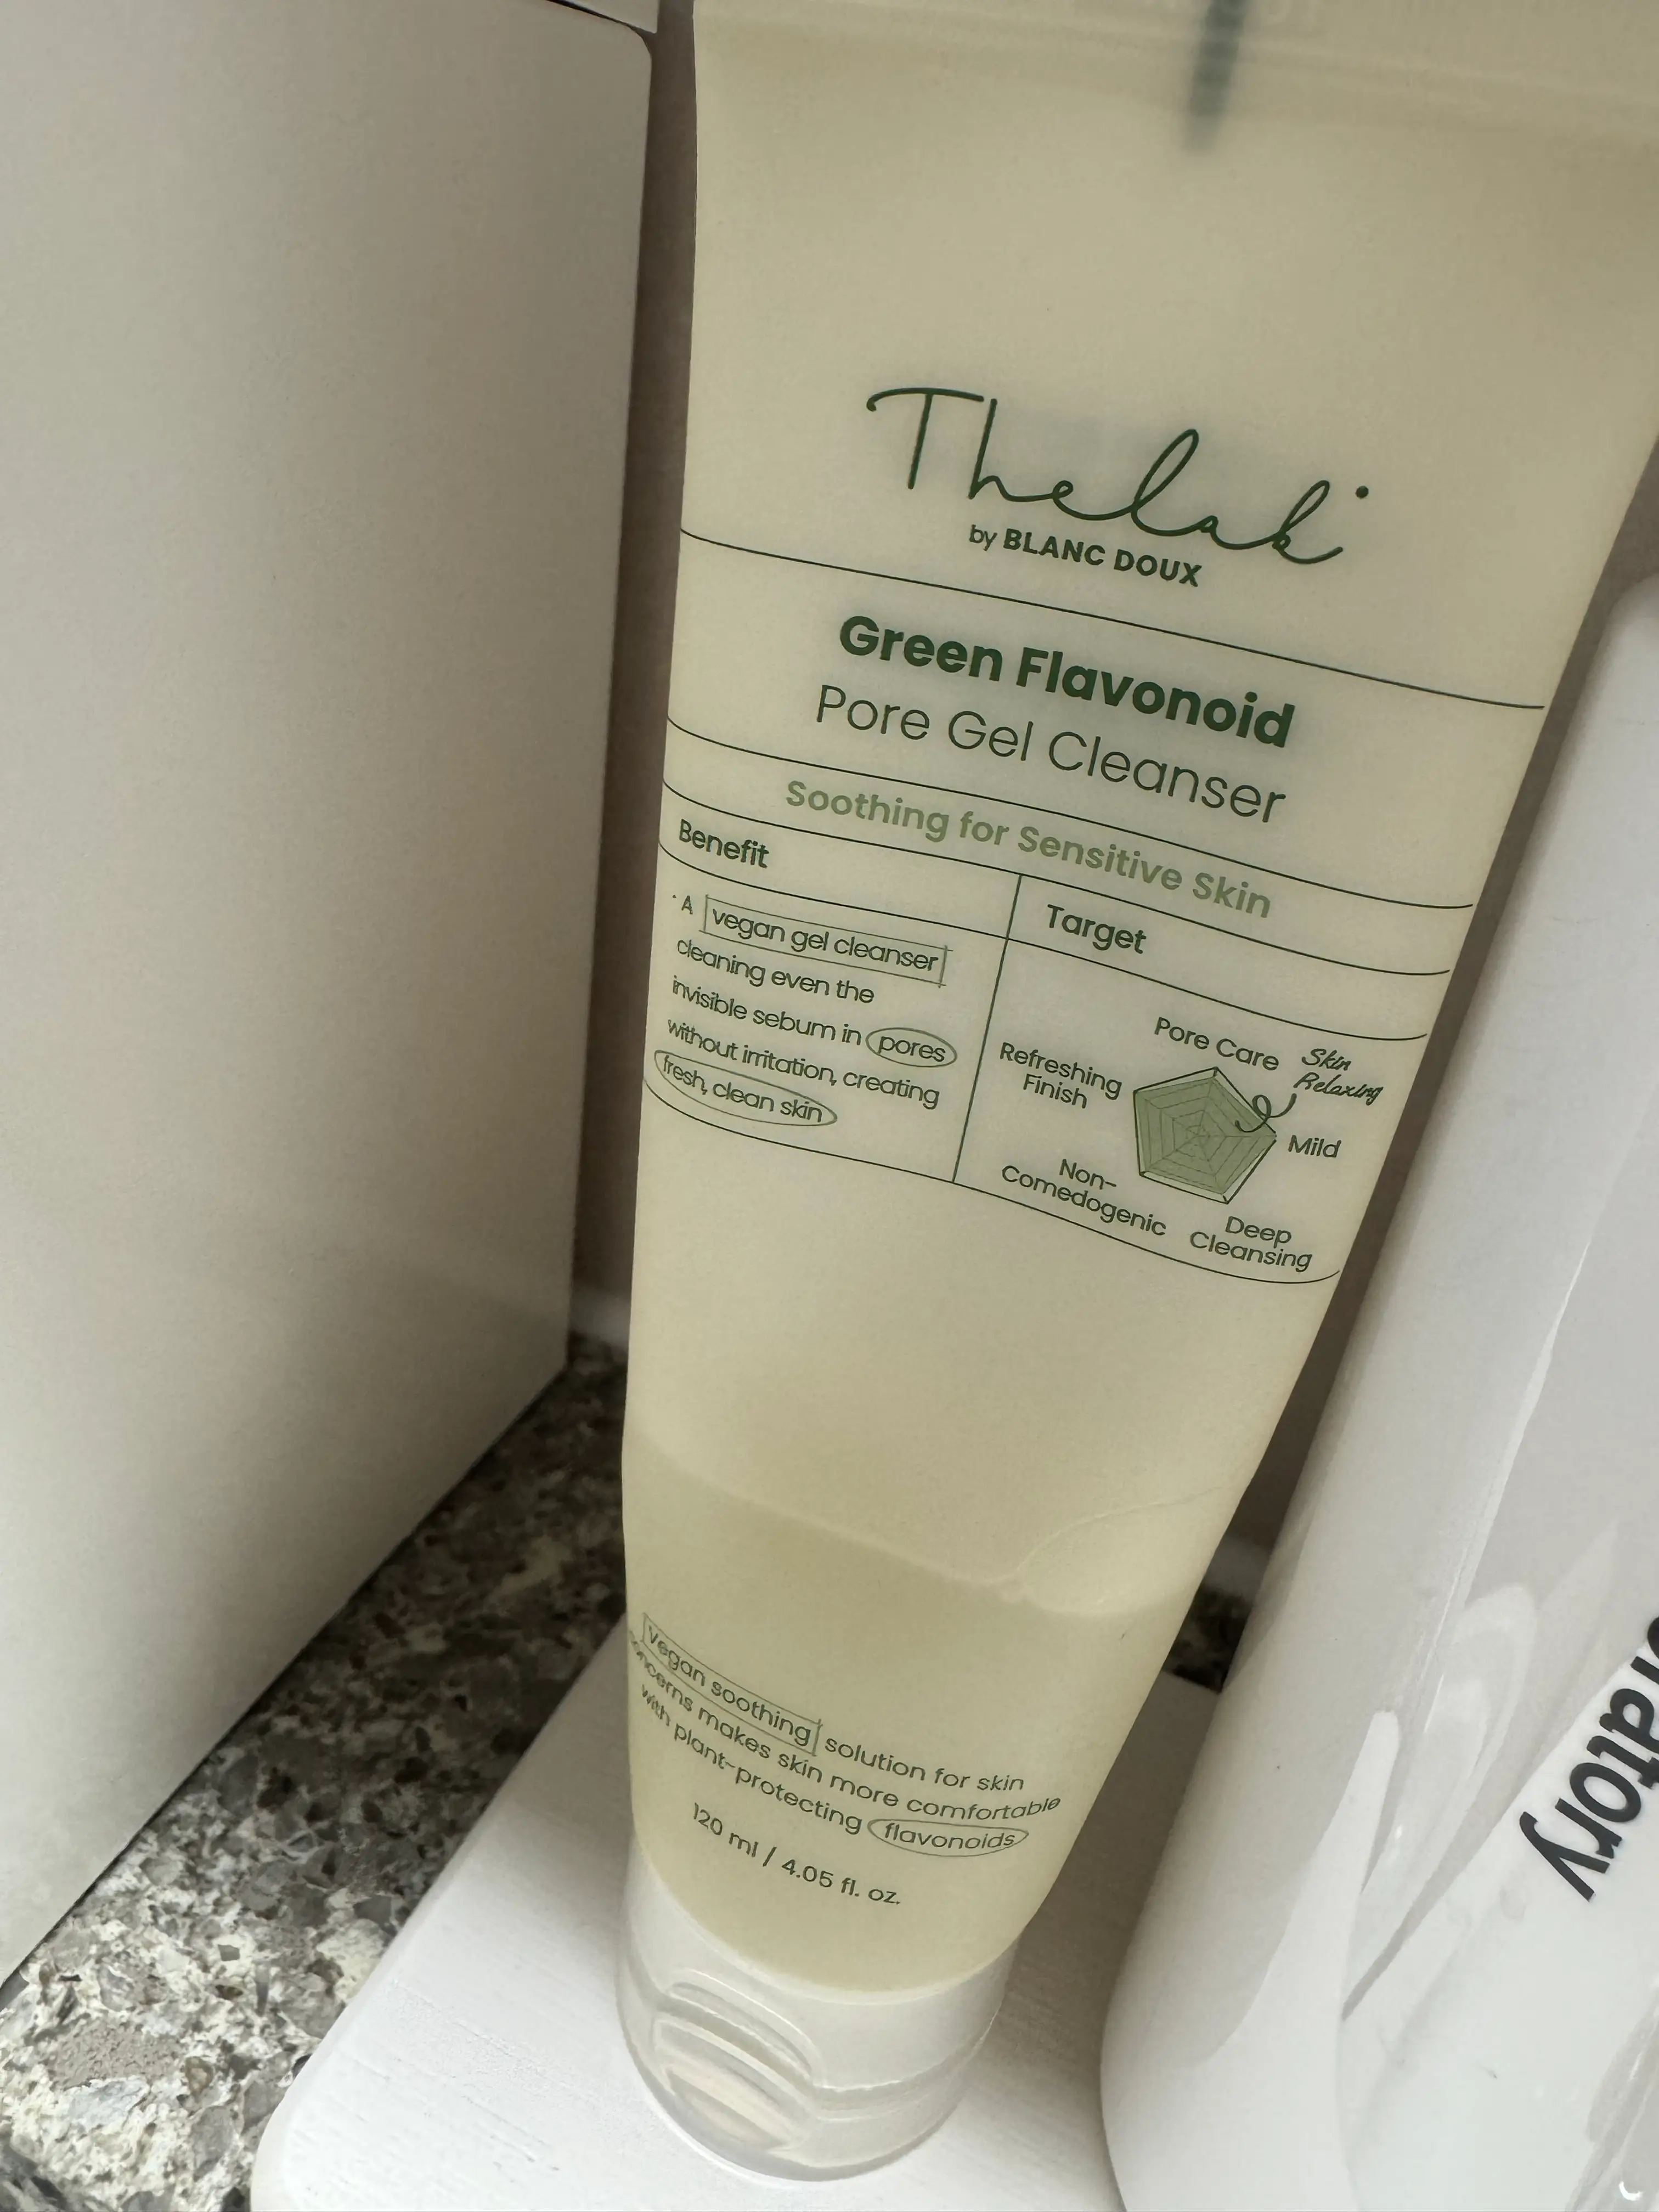 Thelab
by BLANC DOUX
Green Flavonoid
Pore Gel Cleanser
Soothing for Sensitive Skin
Benefit
· A vegan gel cleanser
cleaning even the
invisible sebum in pores
without irritation, creating
fresh, clean skin
Target
Pore Care
Skin
Relaxing
Refreshing
Finish
Mild
Non-
Comedogenic
Deep
Cleansing
Vegan soothing solution for skin
concerns makes skin more comfortable
with plant-protecting flavonoids
120 ml / 4.05 fl. oz.